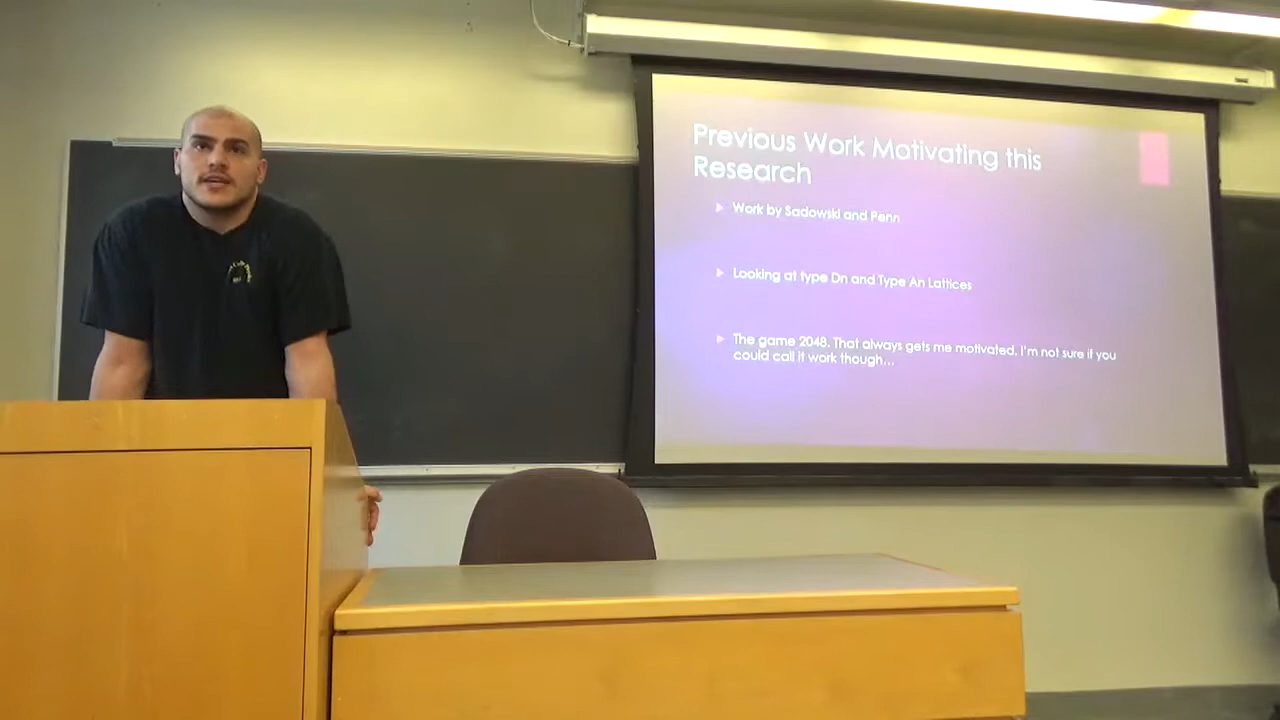 Previous Work Motivating this
Research
Work by Sadowski and Penn
Looking at type Dn and Type An Lattices
The game 2048. That always gets me motivated. I'm not sure if you
could call it work though...